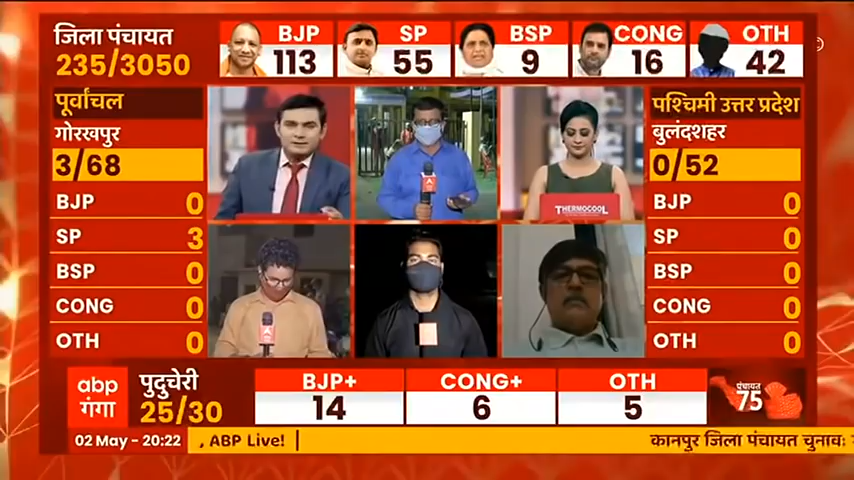 जिला पंचायत
235/3050
BJP
113
SP
55
BSP
9
CONG
16
OTH
42
पूर्वांचल
गोरखपुर
3/68
BJP 0
SP 3
BSP 0
CONG 0
OTH 0
THERMOCOOL
पश्चिमी उत्तर प्रदेश
बुलंदशहर
0/52
BJP 0
SP 0
BSP 0
CONG 0
OTH 0
abp
गंगा
पुदुचेरी
25/30
BJP+
14
CONG+
6
OTH
5
पंचायत
75
02 May - 20:22
, ABP Live!
कानपुर जिला पंचायत चुनाव: